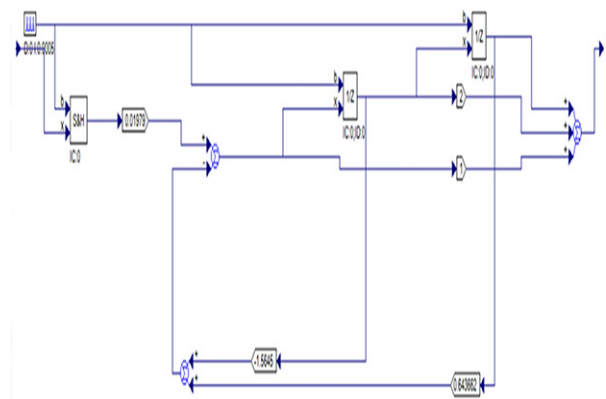 b
x
1/Z
IC:0;ID:0
b
x
S&H
IC:0
0.01979
b
x
1/Z
IC:0;ID:0
2
1
+
+
+
+
-
-1.5645
0.643662
+
+